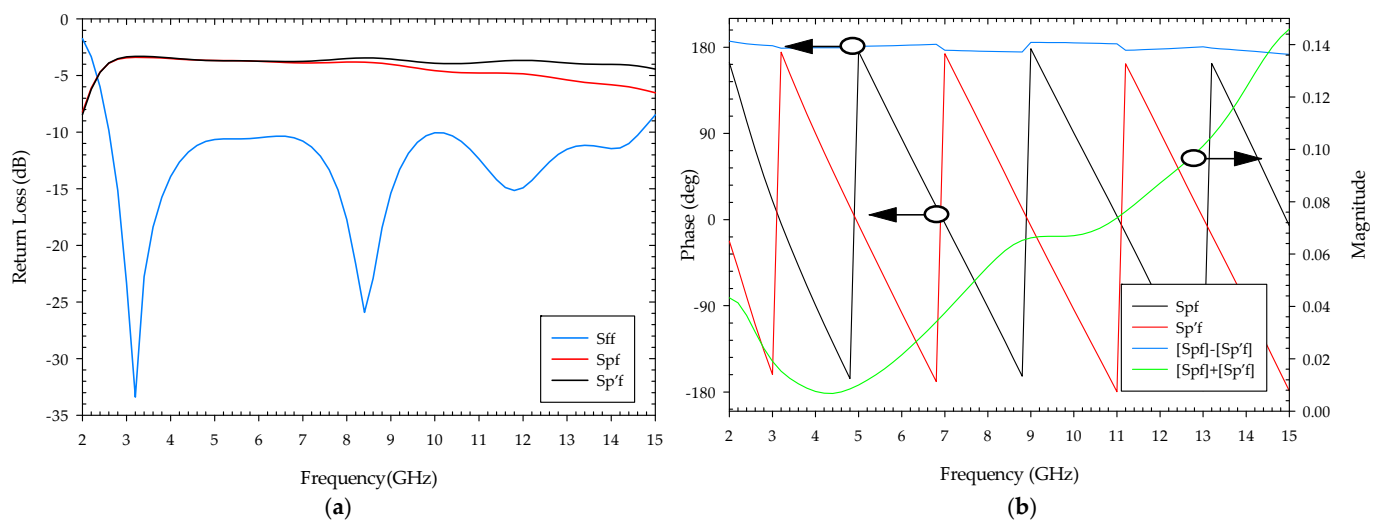 0
-5
-10
-15
-20
-25
-30
-35
Return Loss (dB)
2 3 4 5 6 7 8 9 10 11 12 13 14 15
Frequency(GHz)
Sff
Spf
Sp'f
(a)
180
90
0
-90
-180
Phase (deg)
2 3 4 5 6 7 8 9 10 11 12 13 14 15
Frequency (GHz)
0.14
0.12
0.10
0.08
0.06
0.04
0.02
0.00
Magnitude
Spf
Sp'f
[Spf]-[Sp'f]
[Spf]+[Sp'f]
(b)